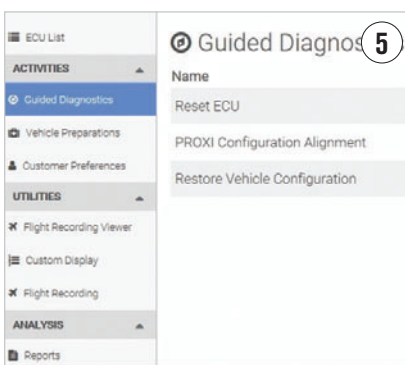 ECU List
ACTIVITIES
Guided Diagnostics
Vehicle Preparations
Customer Preferences
UTILITIES
Flight Recording Viewer
Custom Display
Flight Recording
ANALYSIS
Reports
Guided Diagnos
5
Name
Reset ECU
PROXI Configuration Alignment
Restore Vehicle Configuration